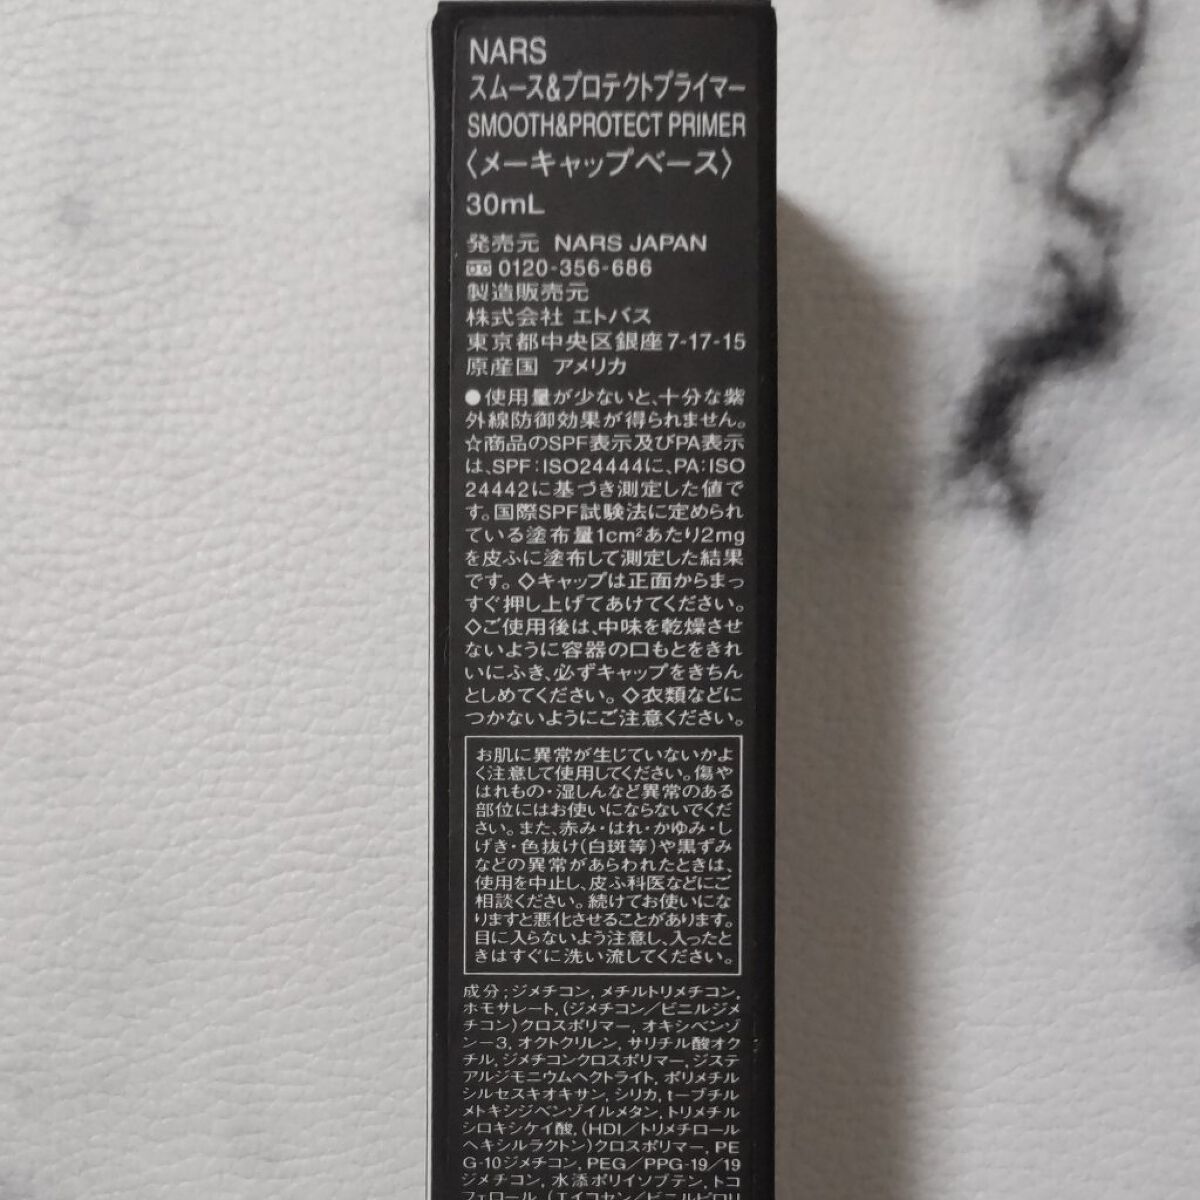 NARS
スムース&プロテクトプライマー
SMOOTH&PROTECT PRIMER
〈メーキャップベース〉
30mL
発売元 NARS JAPAN
0120-356-686
製造販売元
株式会社 エトバス
東京都中央区銀座7-17-15
原産国 アメリカ
●使用量が少ないと、十分な紫
外線防御効果が得られません。
☆商品のSPF表示及びPA表示
は、SPF:ISO24444に、PA:ISO
24442に基づき測定した値で
す。国際SPF試験法に定められ
ている塗布量1cm²あたり2mg
を皮ふに塗布して測定した結果
です。◇キャップは正面からまっ
すぐ押し上げてあけてください。
◇ご使用後は、中味を乾燥させ
ないように容器の口もとをきれ
いにふき、必ずキャップをきちん
としめてください。◇衣類などに
つかないようにご注意ください。
お肌に異常が生じていないかよ
く注意して使用してください。傷や
はれもの・湿しんなど異常のある
部位にはお使いにならないでくだ
さい。また、赤み・はれ・かゆみ・し
げき・色抜け(白斑等)や黒ずみ
などの異常があらわれたときは、
使用を中止し、皮ふ科医などにご
相談ください。続けてお使いにな
りますと悪化させることがあります。
目に入らないよう注意し、入ったと
きはすぐに洗い流してください。
成分;ジメチコン, メチルトリメチコン,
ホモサレート, (ジメチコン/ビニルジメ
チコン)クロスポリマー, オキシベンゾ
ン-3, オクトクリレン, サリチル酸オク
チル, ジメチコンクロスポリマー, ジステ
アルジモニウムヘクトライト, ポリメチル
シルセスキオキサン, シリカ, t-ブチル
メトキシジベンゾイルメタン, トリメチル
シロキシケイ酸, (HDI/トリメチロール
ヘキシルラクトン)クロスポリマー, PE
G-10ジメチコン, PEG/PPG-19/19
ジメチコン, 水添ポリイソブテン, トコ
フェロール, (エイコセン/ビニルピロリ